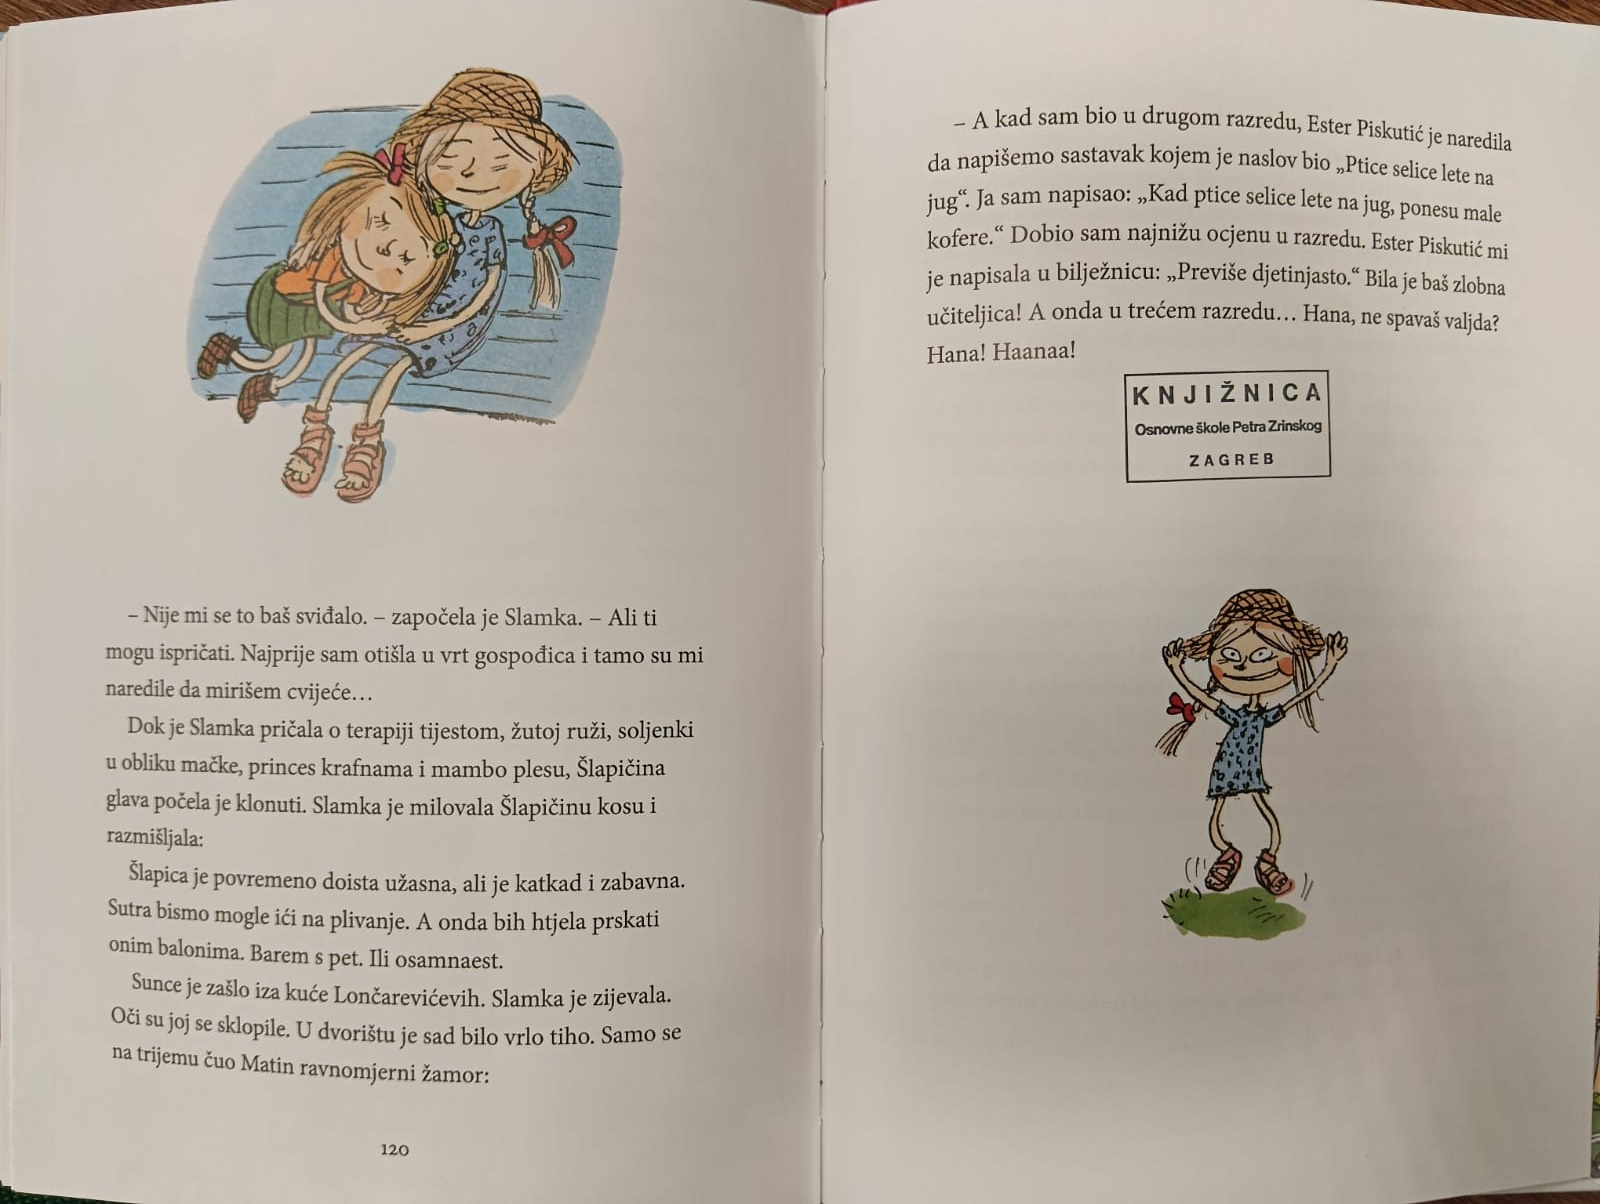 – Nije mi se to baš sviđalo. – započela je Slamka. – Ali ti
mogu ispričati. Najprije sam otišla u vrt gospođica i tamo su mi
naredile da mirišem cvijeće…
Dok je Slamka pričala o terapiji tijestom, žutoj ruži, soljenki
u obliku mačke, princes krafnama i mambo plesu, Šlapičina
glava počela je klonuti. Slamka je milovala Šlapičinu kosu i
razmišljala:
Šlapica je povremeno doista užasna, ali je katkad i zabavna.
Sutra bismo mogle ići na plivanje. A onda bih htjela prskati
onim balonima. Barem s pet. Ili osamnaest.
Sunce je zašlo iza kuće Lončarevićevih. Slamka je zijevala.
Oči su joj se sklopile. U dvorištu je sad bilo vrlo tiho. Samo se
na trijemu čuo Matin ravnomjerni žamor:
120
– A kad sam bio u drugom razredu, Ester Piskutić je naredila
da napišemo sastavak kojem je naslov bio „Ptice selice lete na
jug“. Ja sam napisao: „Kad ptice selice lete na jug, ponesu male
kofere.“ Dobio sam najnižu ocjenu u razredu. Ester Piskutić mi
je napisala u bilježnicu: „Previše djetinjasto.“ Bila je baš zlobna
učiteljica! A onda u trećem razredu… Hana, ne spavaš valjda?
Hana! Haanaa!
KNJIŽNICA
Osnovne škole Petra Zrinskog
ZAGREB